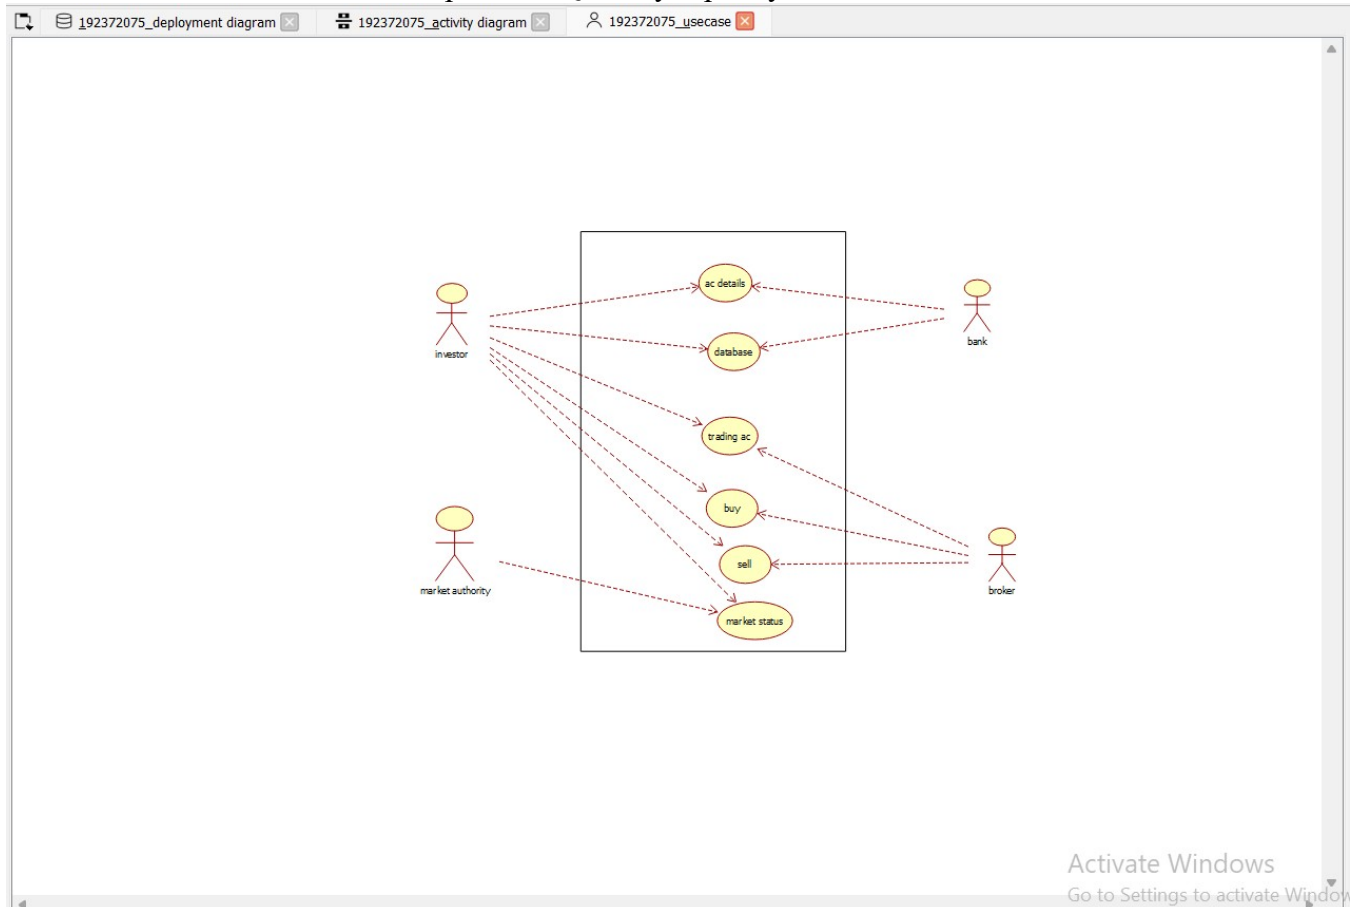 192372075_deployment diagram
192372075_activity diagram
192372075_usecase
ac details
investor
bank
database
trading ac
buy
sell
market authority
broker
market status
Activate Windows
Go to Settings to activate Window